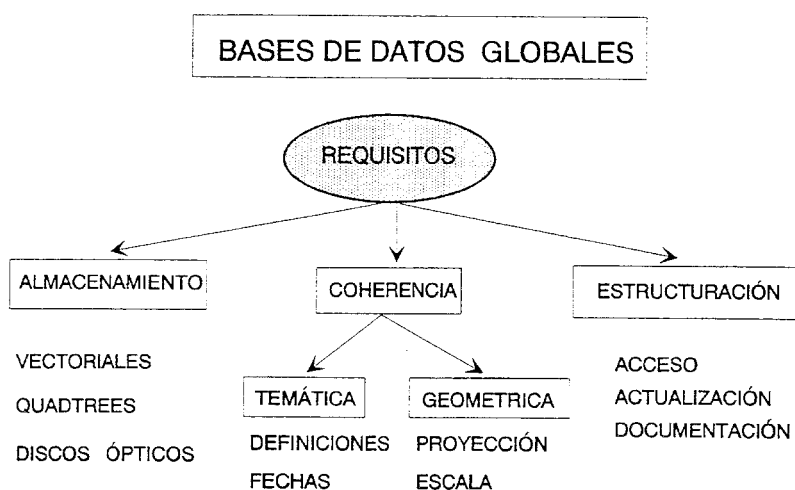 BASES DE DATOS GLOBALES
REQUISITOS
ALMACENAMIENTO
COHERENCIA
ESTRUCTURACIÓN
VECTORIALES
QUADTREES
DISCOS ÓPTICOS
TEMÁTICA
DEFINICIONES
FECHAS
GEOMETRICA
PROYECCIÓN
ESCALA
ACCESO
ACTUALIZACIÓN
DOCUMENTACIÓN